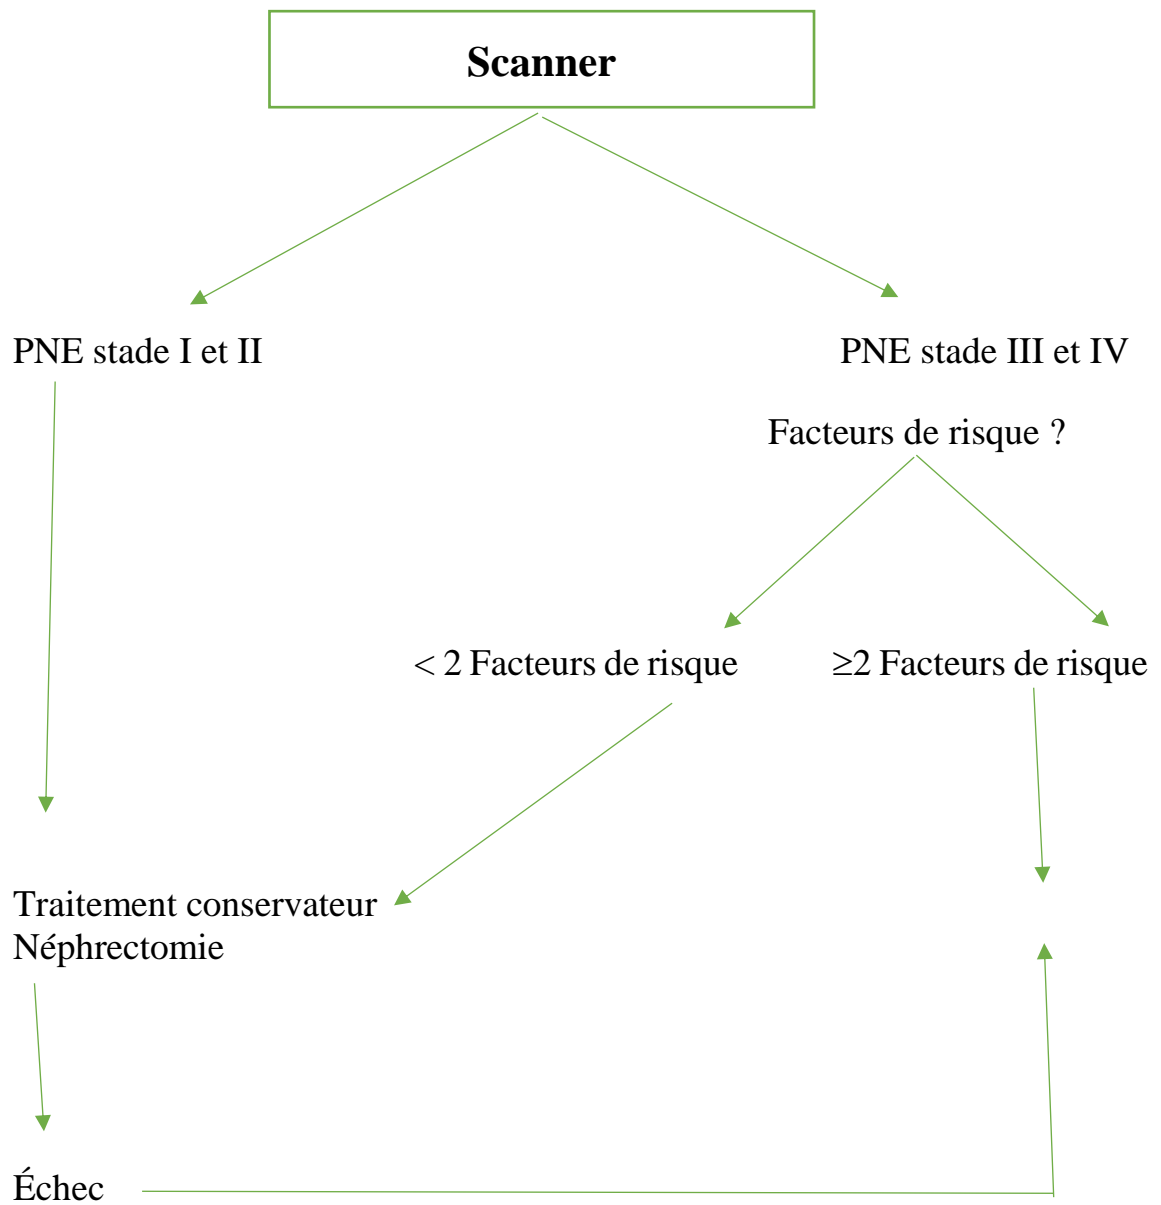 Scanner
PNE stade I et II
PNE stade III et IV
Facteurs de risque ?
< 2 Facteurs de risque
≥2 Facteurs de risque
Traitement conservateur
Néphrectomie
Échec